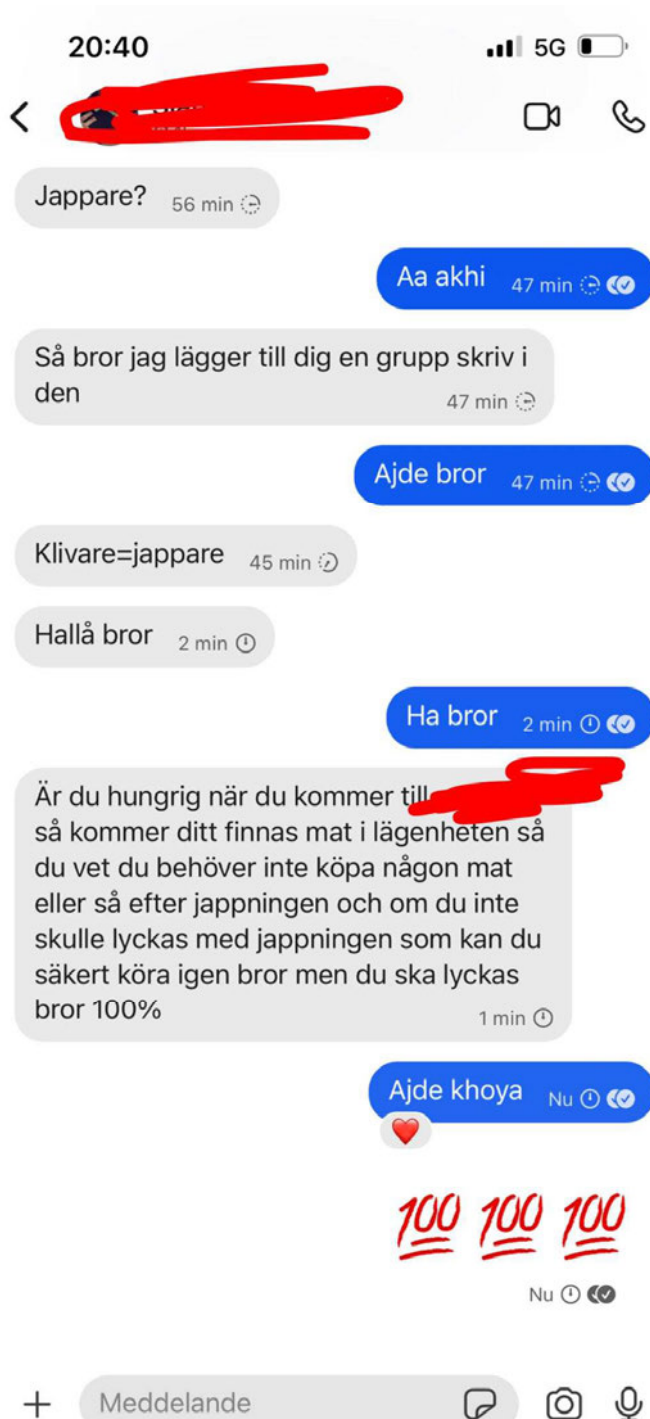 20:40
5G
Jappare? 56 min
Aa akhi 47 min
Så bror jag lägger till dig en grupp skriv i
den 47 min
Ajde bror 47 min
Klivare=jappare 45 min
Hallå bror 2 min
Ha bror 2 min
Är du hungrig när du kommer till
så kommer ditt finnas mat i lägenheten så
du vet du behöver inte köpa någon mat
eller så efter jappningen och om du inte
skulle lyckas med jappningen som kan du
säkert köra igen bror men du ska lyckas
bror 100% 1 min
Ajde khoya Nu
100 100 100
Nu
Meddelande